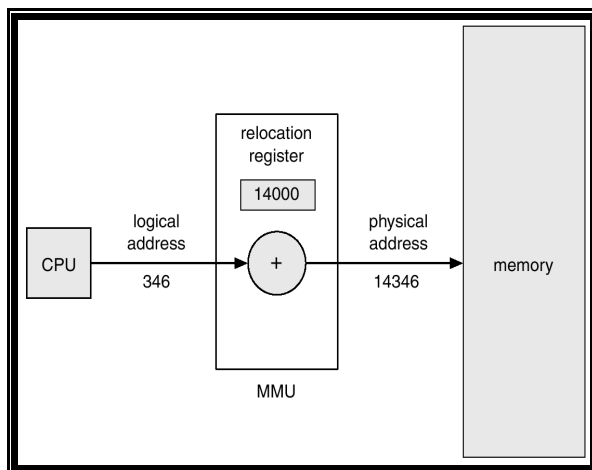 relocation
register
14000
logical
address
346
CPU
+
physical
address
14346
memory
MMU